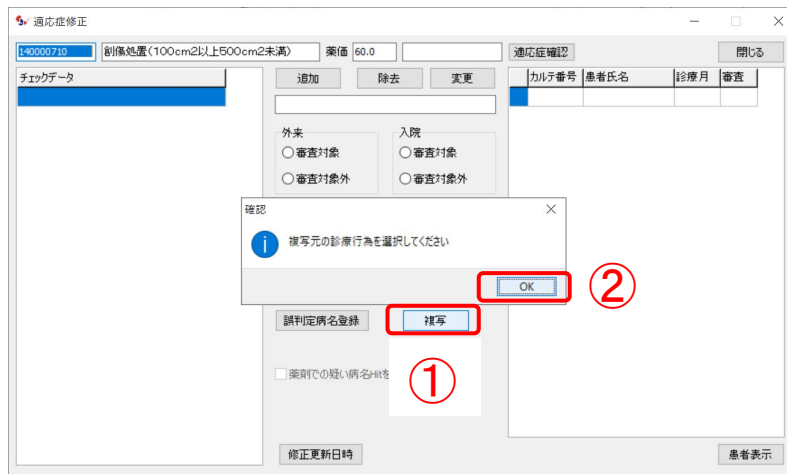 適応症修正
140000710 創傷処置(100cm2以上500cm2未満) 薬価 60.0 適応症確認 閉じる
チェックデータ 追加 除去 変更 カルテ番号 患者氏名 診療月 審査
外来 入院
審査対象 審査対象
審査対象外 審査対象外
確認
複写元の診療行為を選択してください
OK ②
誤判定病名登録 複写
薬剤での疑い病名Hitを ①
修正更新日時 患者表示